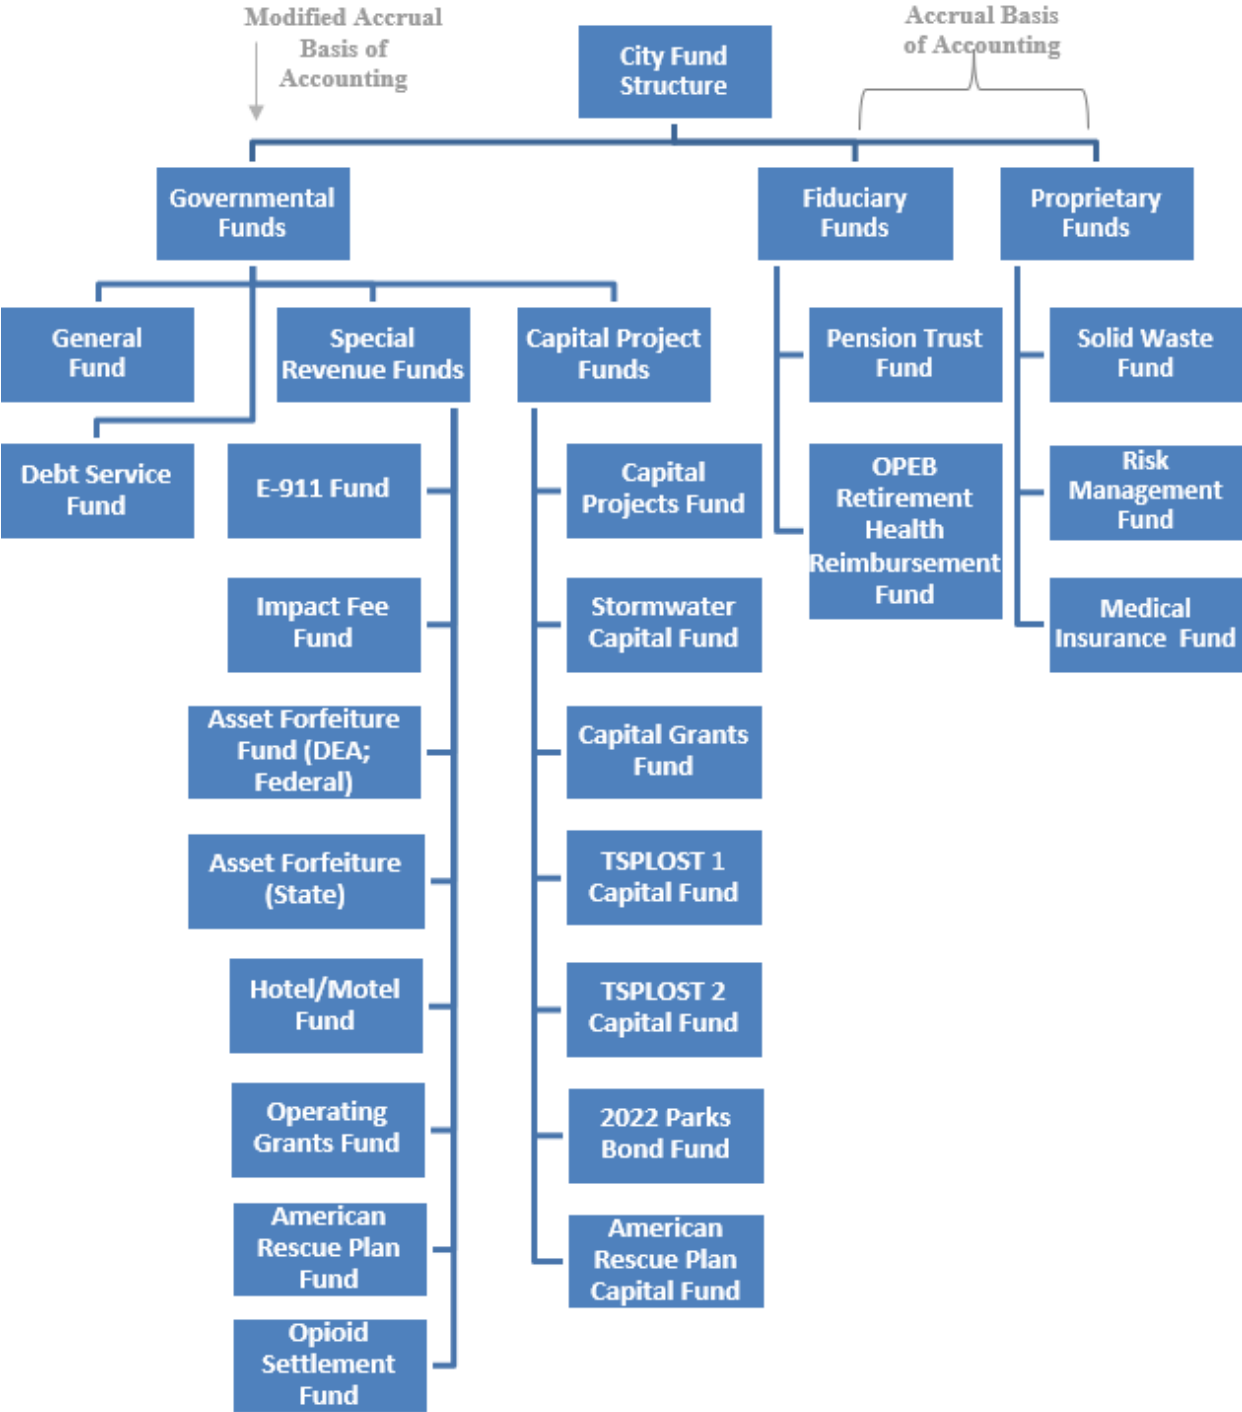 Modified Accrual
Basis of
Accounting
City Fund
Structure
Accrual Basis
of Accounting
Governmental
Funds
Fiduciary
Funds
Proprietary
Funds
General
Fund
Special
Revenue Funds
Capital Project
Funds
Pension Trust
Fund
Solid Waste
Fund
Debt Service
Fund
E-911 Fund
Capital
Projects Fund
OPEB
Retirement
Health
Reimbursement
Fund
Risk
Management
Fund
Impact Fee
Fund
Stormwater
Capital Fund
Medical
Insurance Fund
Asset Forfeiture
Fund (DEA;
Federal)
Capital Grants
Fund
Asset Forfeiture
(State)
TSPLOST 1
Capital Fund
Hotel/Motel
Fund
TSPLOST 2
Capital Fund
Operating
Grants Fund
2022 Parks
Bond Fund
American
Rescue Plan
Fund
American
Rescue Plan
Capital Fund
Opioid
Settlement
Fund